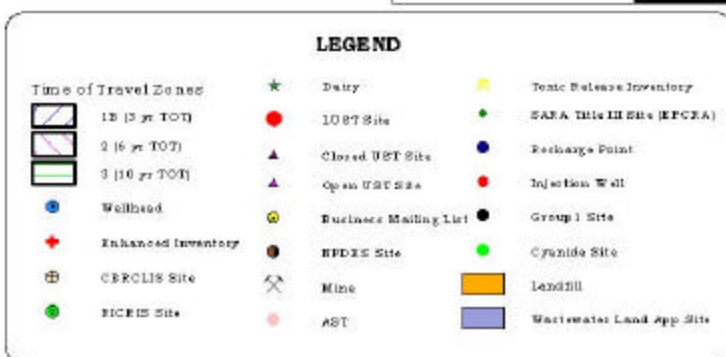 LEGEND
Time of Travel Zones
1B (3 yr TOT)
2 (6 yr TOT)
3 (10 yr TOT)
Wellhead
Enhanced Inventory
CERCLIS Site
RICRIS Site
Dairy
LUST Site
Closed UST Site
Open UST Site
Business Mailing List
NPDES Site
Mine
AST
Toxic Release Inventory
SARA Title III Site (EPCRA)
Recharge Point
Injection Well
Group 1 Site
Cyanide Site
Landfill
Wastewater Land App Site